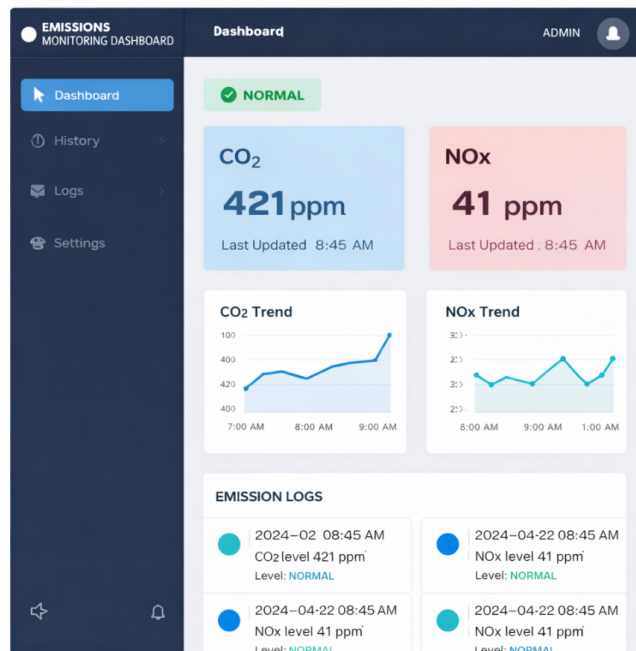 EMISSIONS
MONITORING DASHBOARD
Dashboard
ADMIN
Dashboard
History
Logs
Settings
NORMAL
CO₂
421 ppm
Last Updated 8:45 AM
NOx
41 ppm
Last Updated : 8:45 AM
CO2 Trend
100
400
420
400
7:00 AM 8:00 AM 9:00 AM
NOx Trend
6:00 AM 9:00 AM 1:00 AM
EMISSION LOGS
2024–02 08:45 AM
CO2 level 421 ppm
Level: NORMAL
2024–04-22 08:45 AM
NOx level 41 ppm
Level: NORMAL
2024–04-22 08:45 AM
NOx level 41 ppm
Level: NORMAL
2024–04-22 08:45 AM
NOx level 41 ppm
Level: NORMAL